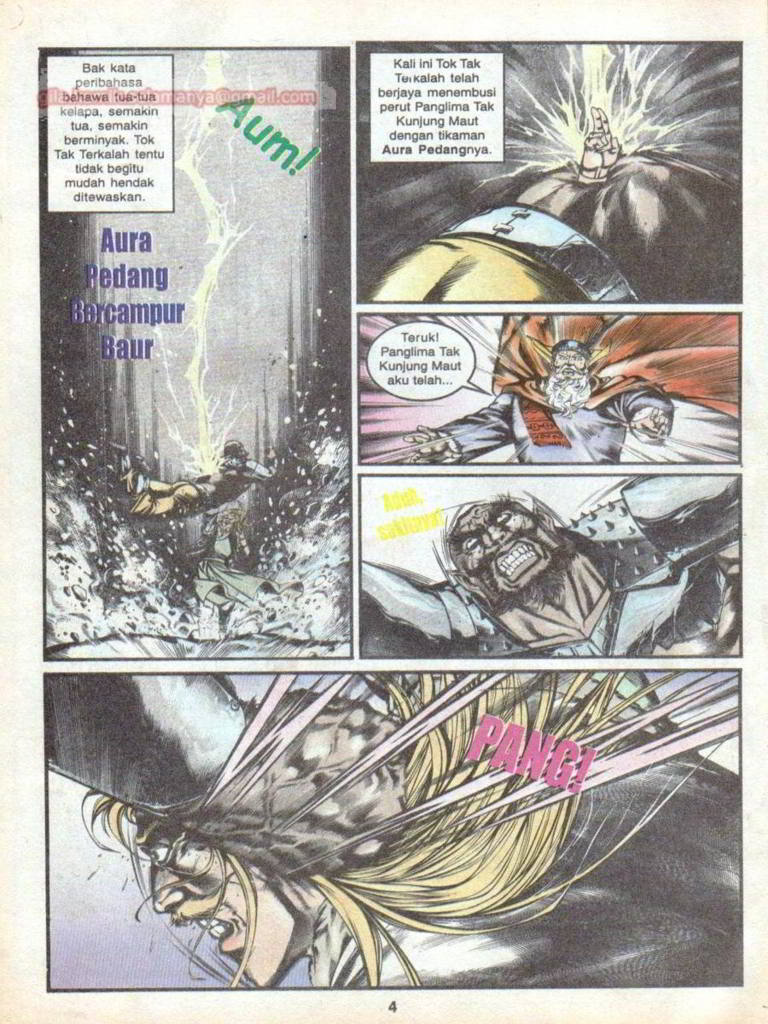 Bak kata
peribahasa
bahawa tua-tua
kelapa, semakin
tua, semakin
berminyak. Tok
Tak Terkalah tentu
tidak begitu
mudah hendak
ditewaskan.
Aum!
Aura
Pedang
Bercampur
Baur
Kali ini Tok Tak
Terkalah telah
berjaya menembusi
perut Panglima Tak
Kunjung Maut
dengan tikaman
Aura Pedangnya.
Teruk!
Panglima Tak
Kunjung Maut
aku telah...
Aduh,
sakitnya!
PANG!
4